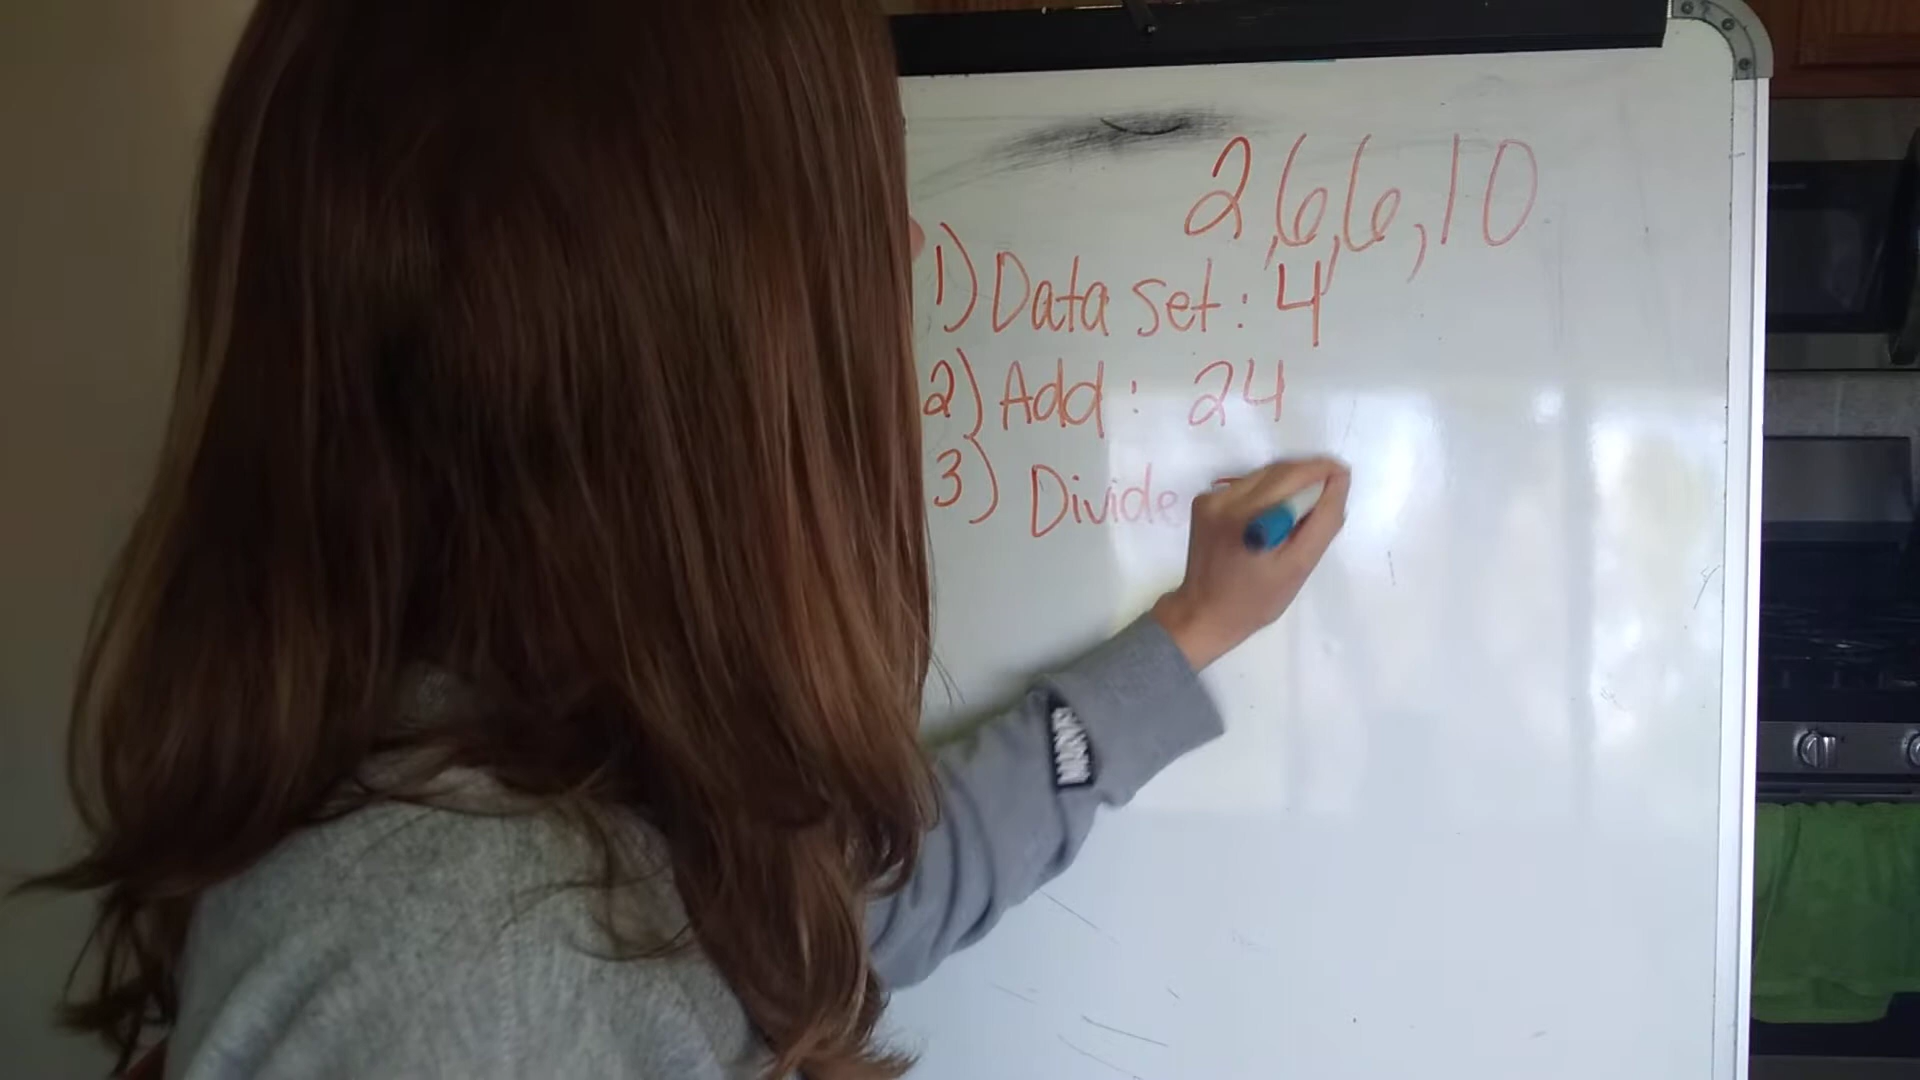 2,6,6,10
1) Data set: 4
2) Add: 24
3) Divide